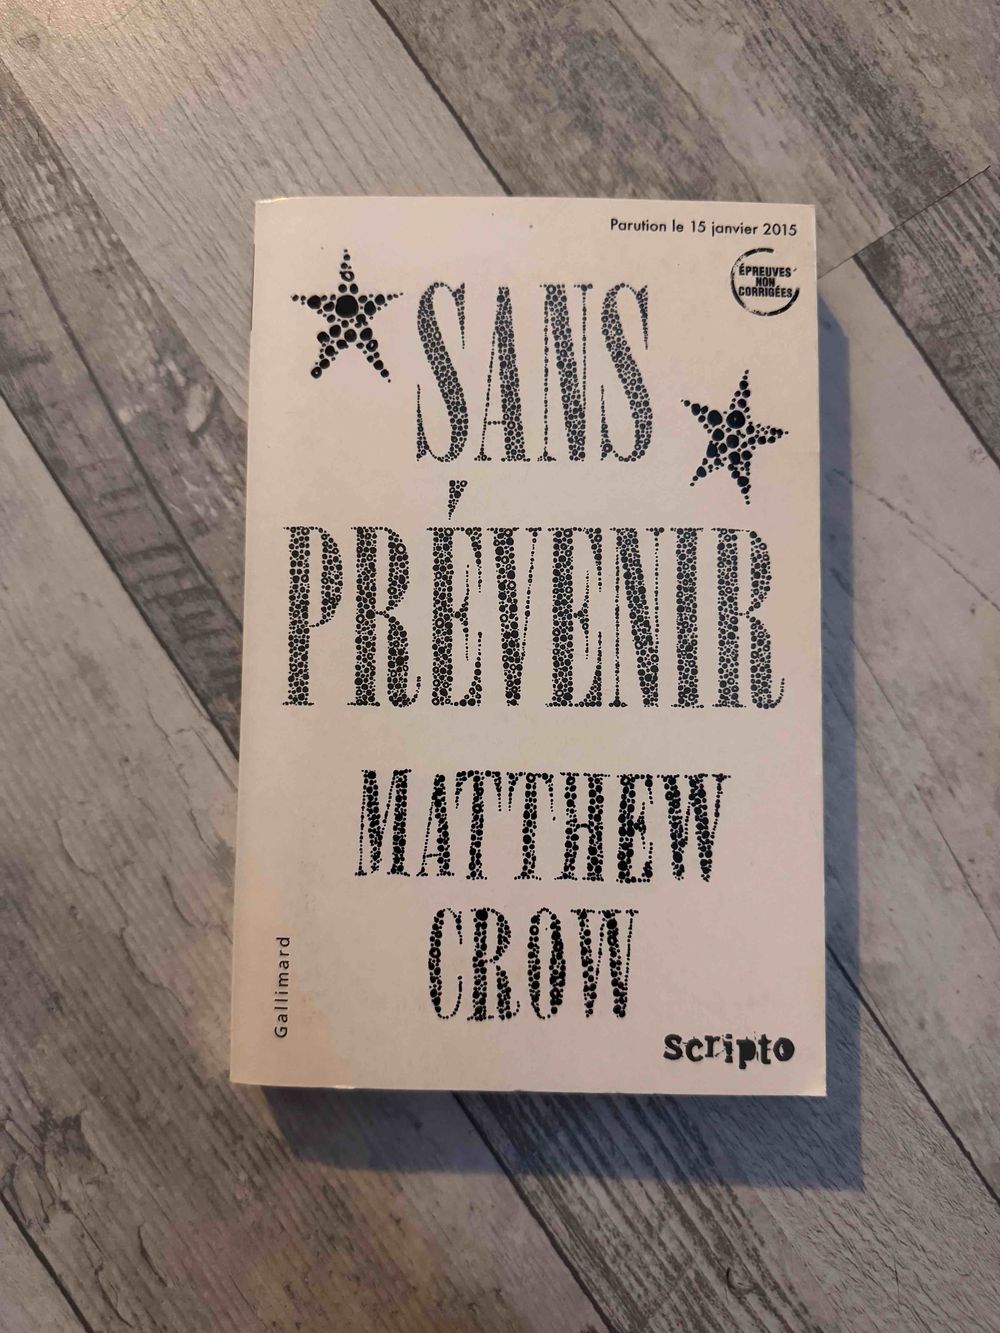 Parution le 15 janvier 2015
ÉPREUVES
NON
CORRIGÉES
SANS
PRÉVENIR
MATTHEW
CROW
Gallimard
scripto